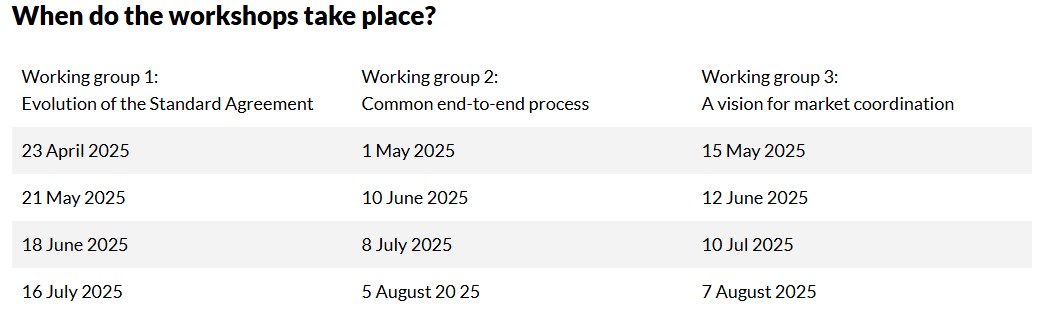 When do the workshops take place?
Working group 1:
Evolution of the Standard Agreement
Working group 2:
Common end-to-end process
Working group 3:
A vision for market coordination
23 April 2025 1 May 2025 15 May 2025
21 May 2025 10 June 2025 12 June 2025
18 June 2025 8 July 2025 10 Jul 2025
16 July 2025 5 August 20 25 7 August 2025